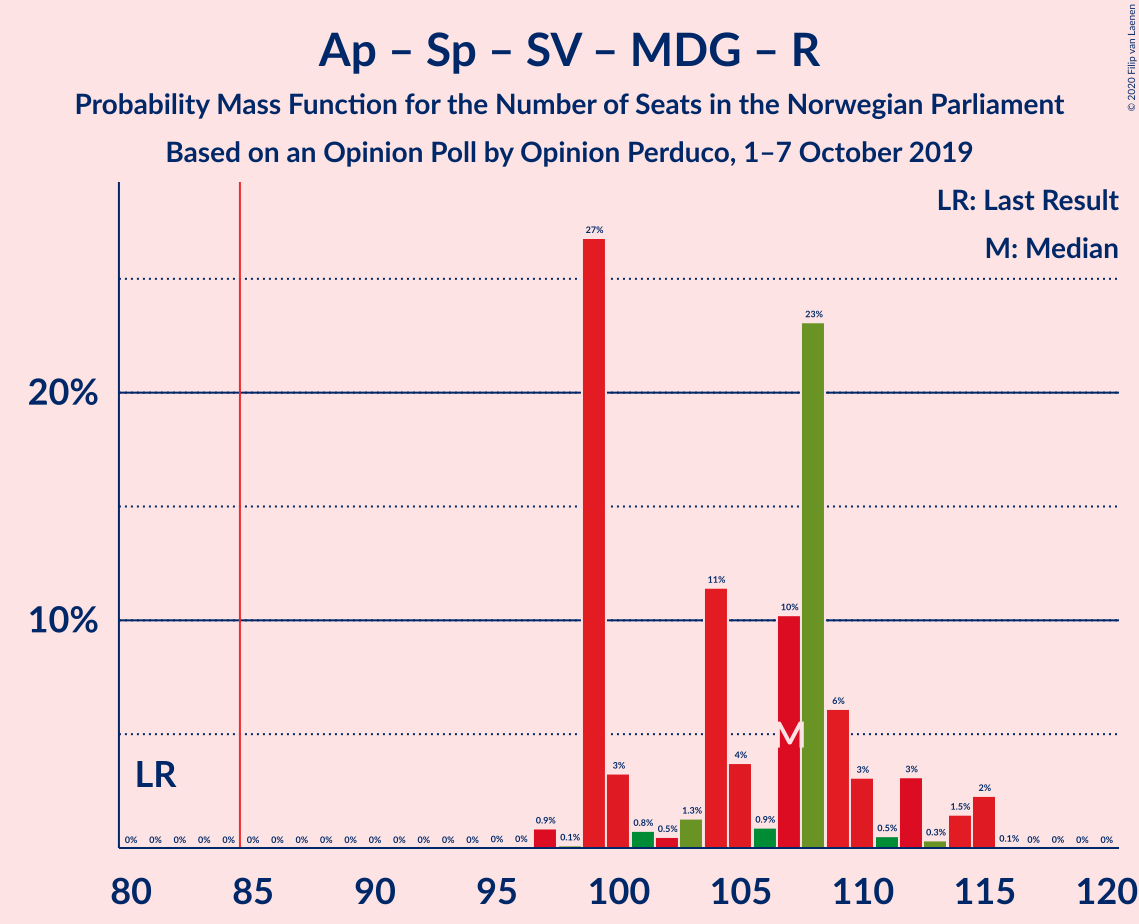 Ap – Sp – SV – MDG – R
Probability Mass Function for the Number of Seats in the Norwegian Parliament
Based on an Opinion Poll by Opinion Perduco, 1–7 October 2019
© 2020 Filip van Laenen
LR: Last Result
M: Median
20%
10%
LR
M
0% 0% 0% 0% 0% 0% 0% 0% 0% 0% 0% 0% 0% 0% 0% 0% 0% 0.9% 0.1% 27% 3% 0.8% 0.5% 1.3% 11% 4% 0.9% 10% 23% 6% 3% 0.5% 3% 0.3% 1.5% 2% 0.1% 0% 0% 0% 0%
80 85 90 95 100 105 110 115 120